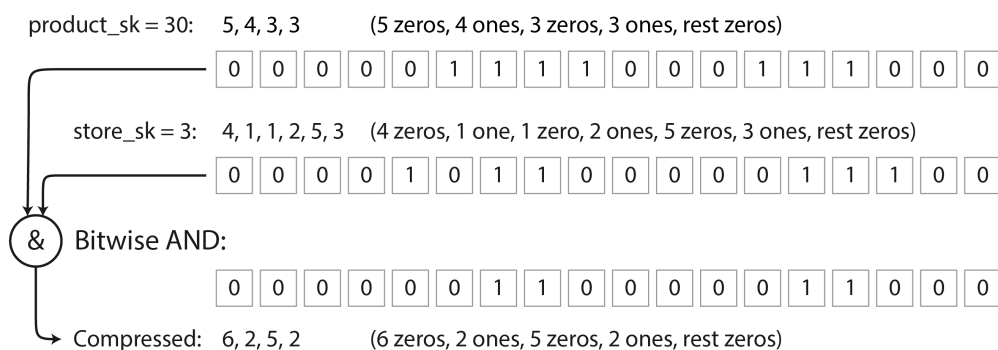 product_sk = 30: 5, 4, 3, 3 (5 zeros, 4 ones, 3 zeros, 3 ones, rest zeros)
0 0 0 0 0 1 1 1 1 0 0 0 1 1 1 0 0 0
store_sk = 3: 4, 1, 1, 2, 5, 3 (4 zeros, 1 one, 1 zero, 2 ones, 5 zeros, 3 ones, rest zeros)
0 0 0 0 1 0 1 1 0 0 0 0 0 1 1 1 0 0
& Bitwise AND:
0 0 0 0 0 0 1 1 0 0 0 0 0 1 1 0 0 0
Compressed: 6, 2, 5, 2 (6 zeros, 2 ones, 5 zeros, 2 ones, rest zeros)